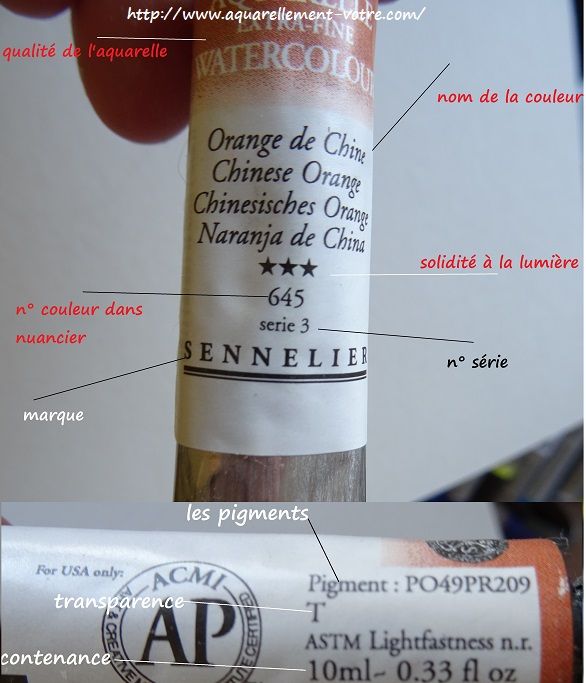 http://www.aquarellement-votre.com/
AQUARELLE
qualité de l'aquarelle
EXTRA-FINE
WATERCOLOUR
nom de la couleur
Orange de Chine
Chinese Orange
Chinesisches Orange
Naranja de China
★★★
solidité à la lumière
645
n° couleur dans
nuancier
serie 3
n° série
SENNELIER
marque
les pigments
For USA only:
ACMI
Pigment : PO49PR209
transparence
T
AP
ASTM Lightfastness n.r.
contenance
10ml- 0.33 fl oz